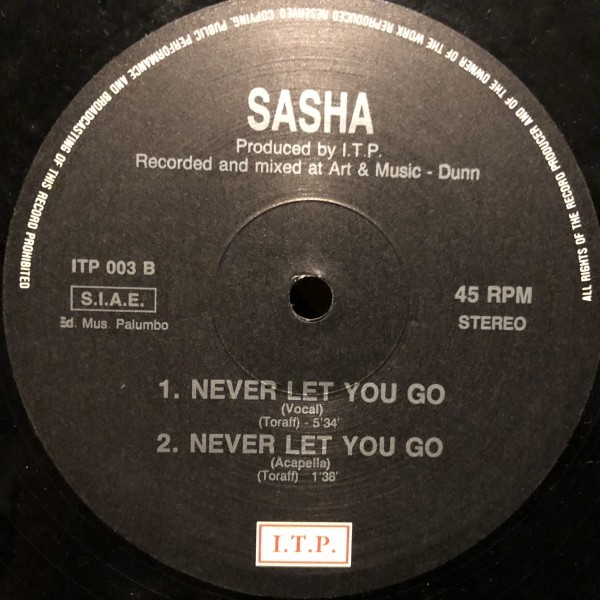 ALL RIGHTS OF THE RECORD PRODUCER AND OF THE OWNER OF THE WORK REPRODUCED RESERVED. COPYING, PUBLIC PERFORMANCE AND BROADCASTING OF THIS RECORD PROHIBITED
SASHA
Produced by I.T.P.
Recorded and mixed at Art & Music - Dunn
ITP 003 B
S.I.A.E.
Ed. Mus. Palumbo
45 RPM
STEREO
1. NEVER LET YOU GO
(Vocal)
(Toraff) - 5'34'
2. NEVER LET YOU GO
(Acapella)
(Toraff) 1'38'
I.T.P.